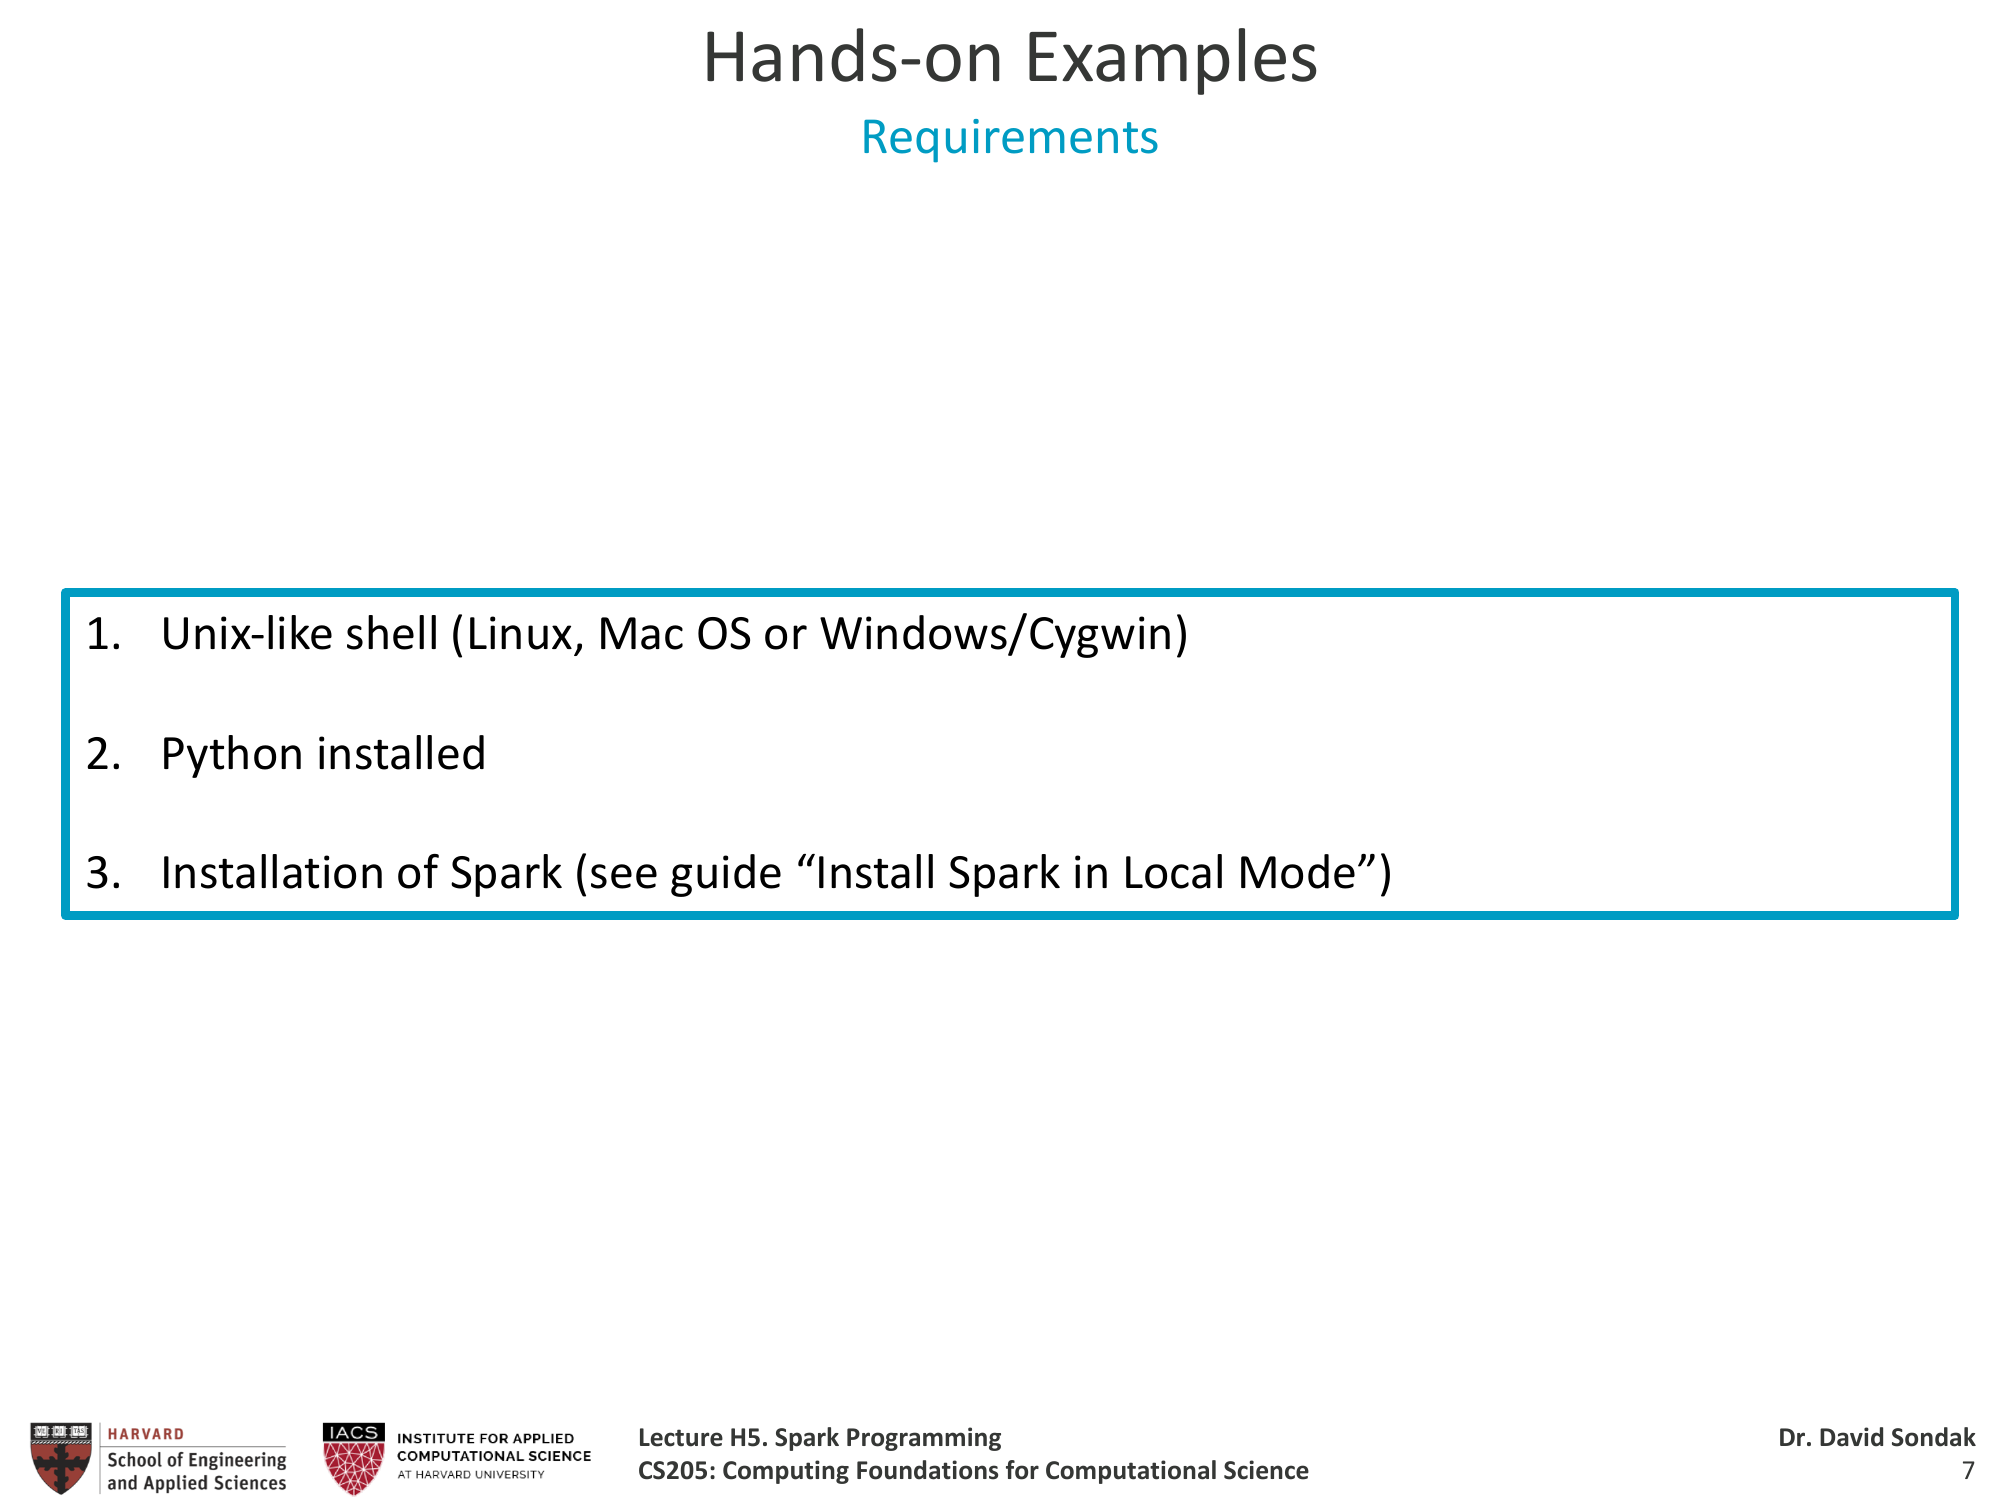 Hands-on Examples
Requirements
1. Unix-like shell (Linux, Mac OS or Windows/Cygwin)
2. Python installed
3. Installation of Spark (see guide “Install Spark in Local Mode”)
HARVARD
School of Engineering
and Applied Sciences
IACS
INSTITUTE FOR APPLIED
COMPUTATIONAL SCIENCE
AT HARVARD UNIVERSITY
Lecture H5. Spark Programming
CS205: Computing Foundations for Computational Science
Dr. David Sondak
7